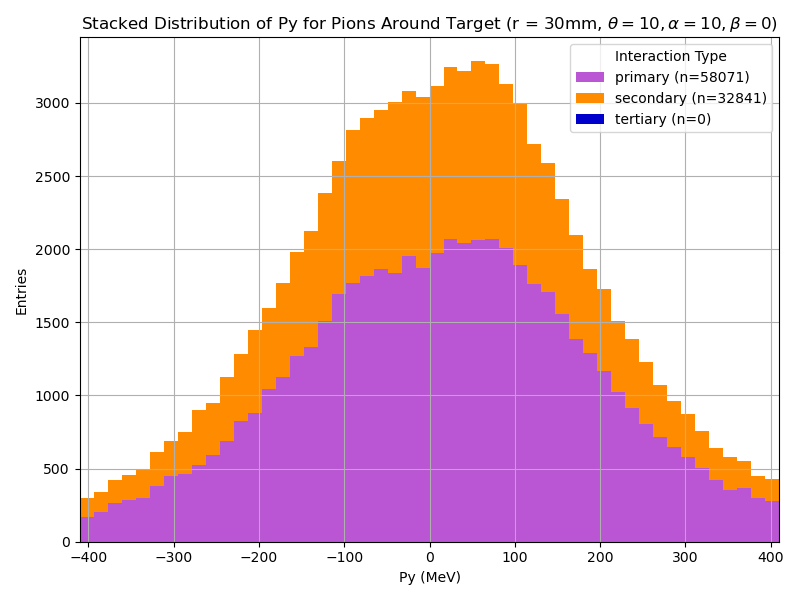 Stacked Distribution of Py for Pions Around Target (r = 30mm, θ = 10, α = 10, β = 0)
Interaction Type
primary (n=58071)
secondary (n=32841)
tertiary (n=0)
Entries
3000
2500
2000
1500
1000
500
0
−400 −300 −200 −100 0 100 200 300 400
Py (MeV)